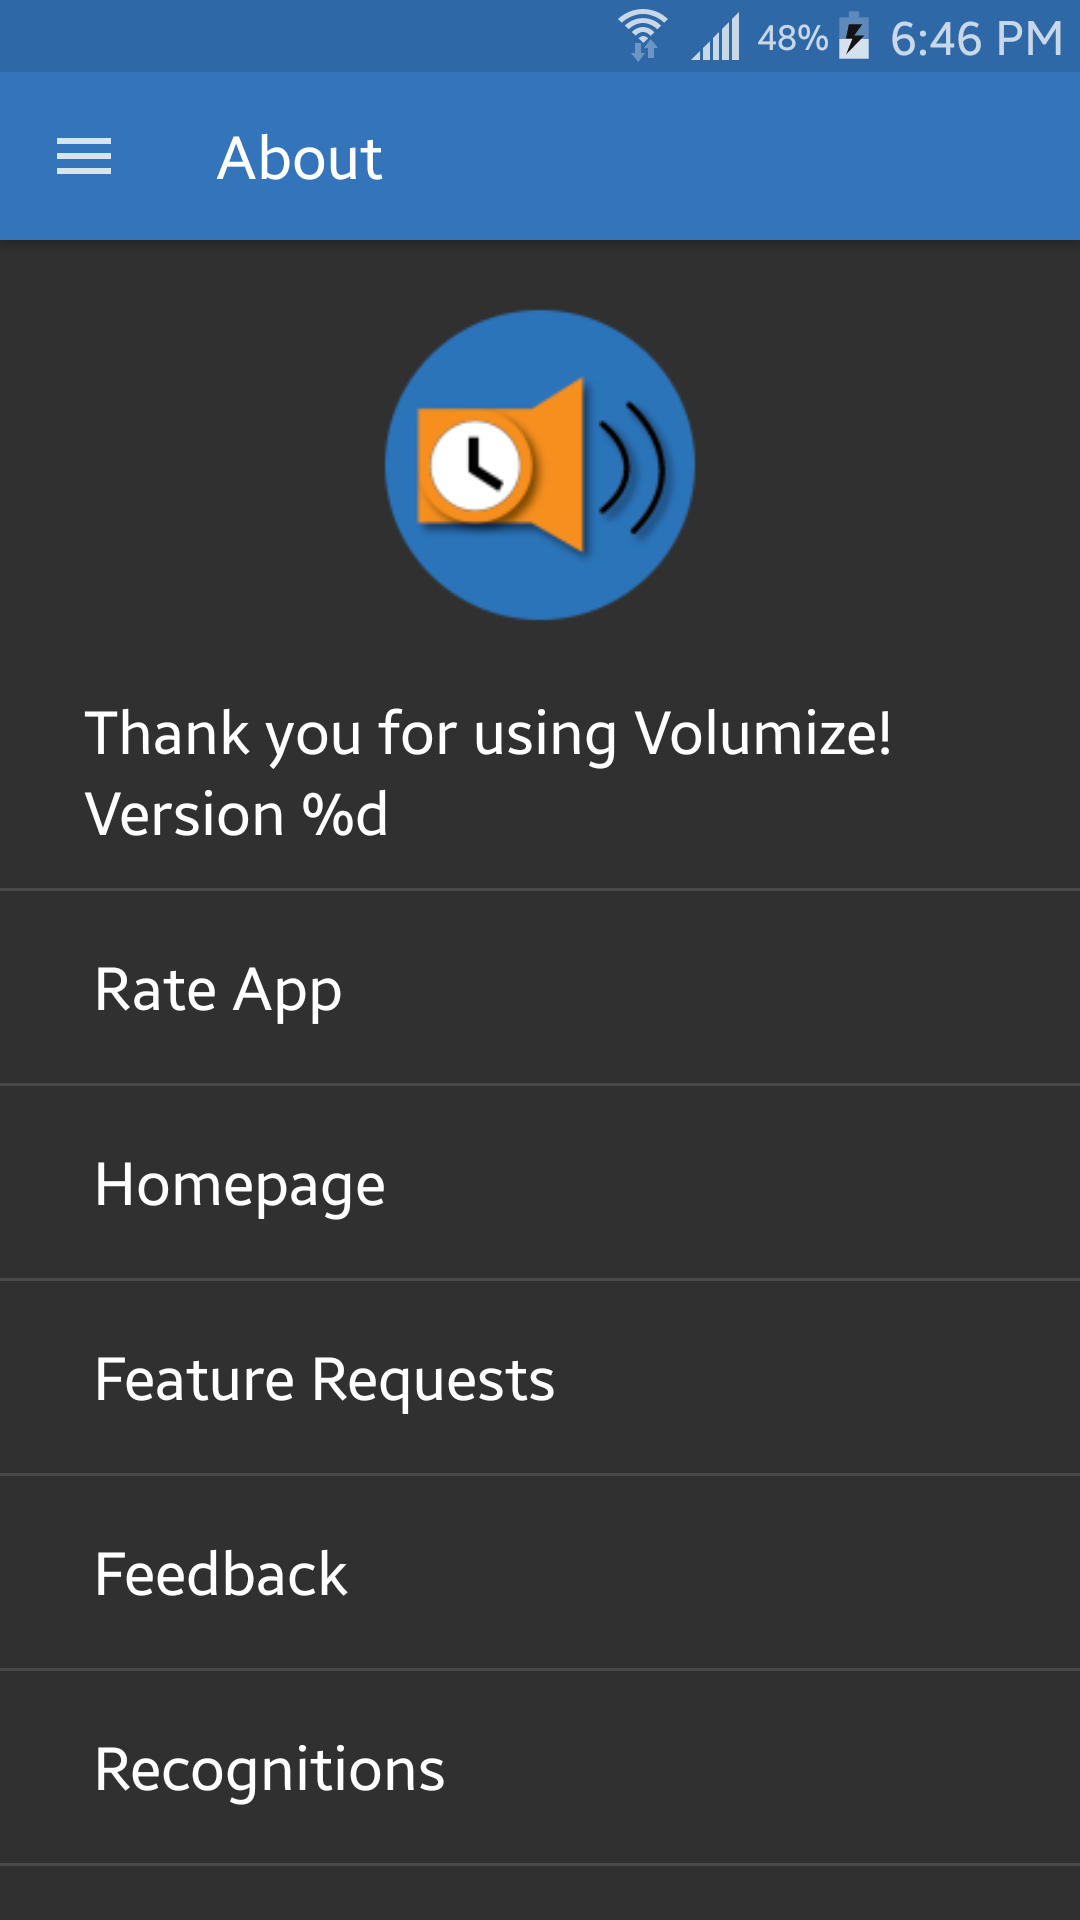 48% 6:46 PM
About
Thank you for using Volumize!
Version %d
Rate App
Homepage
Feature Requests
Feedback
Recognitions